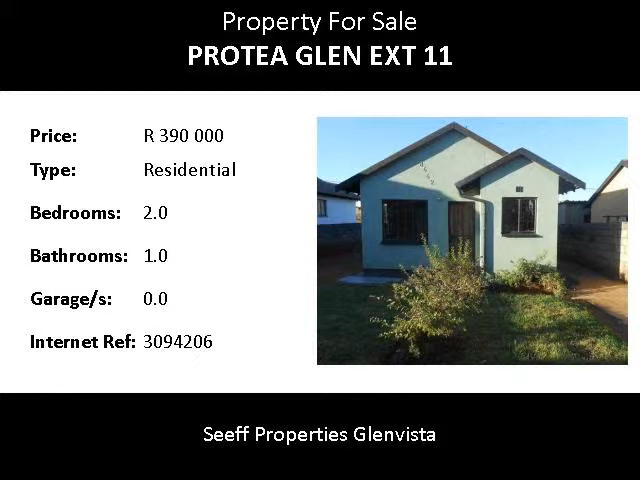 Property For Sale
PROTEA GLEN EXT 11
Price: R 390 000
Type: Residential
Bedrooms: 2.0
Bathrooms: 1.0
Garage/s: 0.0
Internet Ref: 3094206
Seeff Properties Glenvista